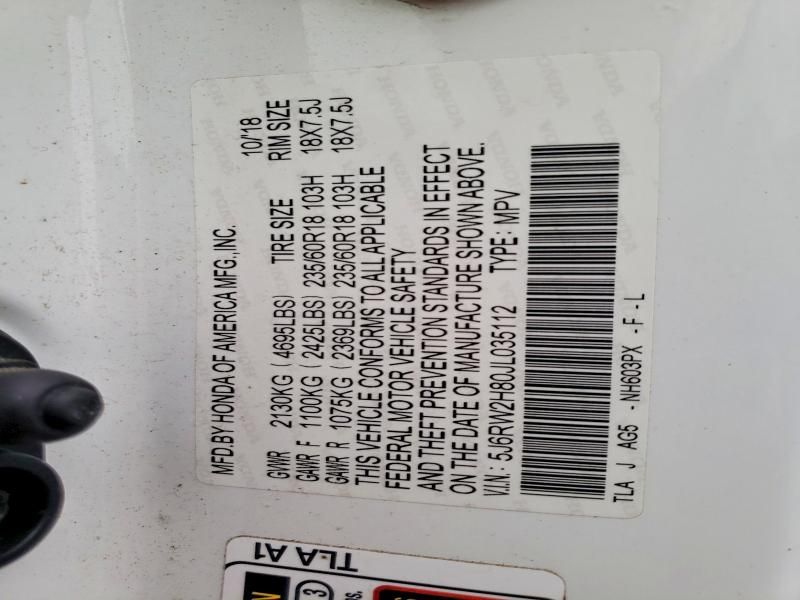 MFD.BY HONDA OF AMERICA MFG.,INC. 10/'18
GVWR 2130KG (4695LBS) TIRE SIZE RIM SIZE
GAWR F 1100KG (2425LBS) 235/60R18 103H 18X7.5J
GAWR R 1075KG (2369LBS) 235/60R18 103H 18X7.5J
THIS VEHICLE CONFORMS TO ALL APPLICABLE
FEDERAL MOTOR VEHICLE SAFETY
AND THEFT PREVENTION STANDARDS IN EFFECT
ON THE DATE OF MANUFACTURE SHOWN ABOVE.
V.I.N: 5J6RW2H80JL035112 TYPE: MPV
TLA J AG5 -NH603PX -F-L
TLA A1
N
3